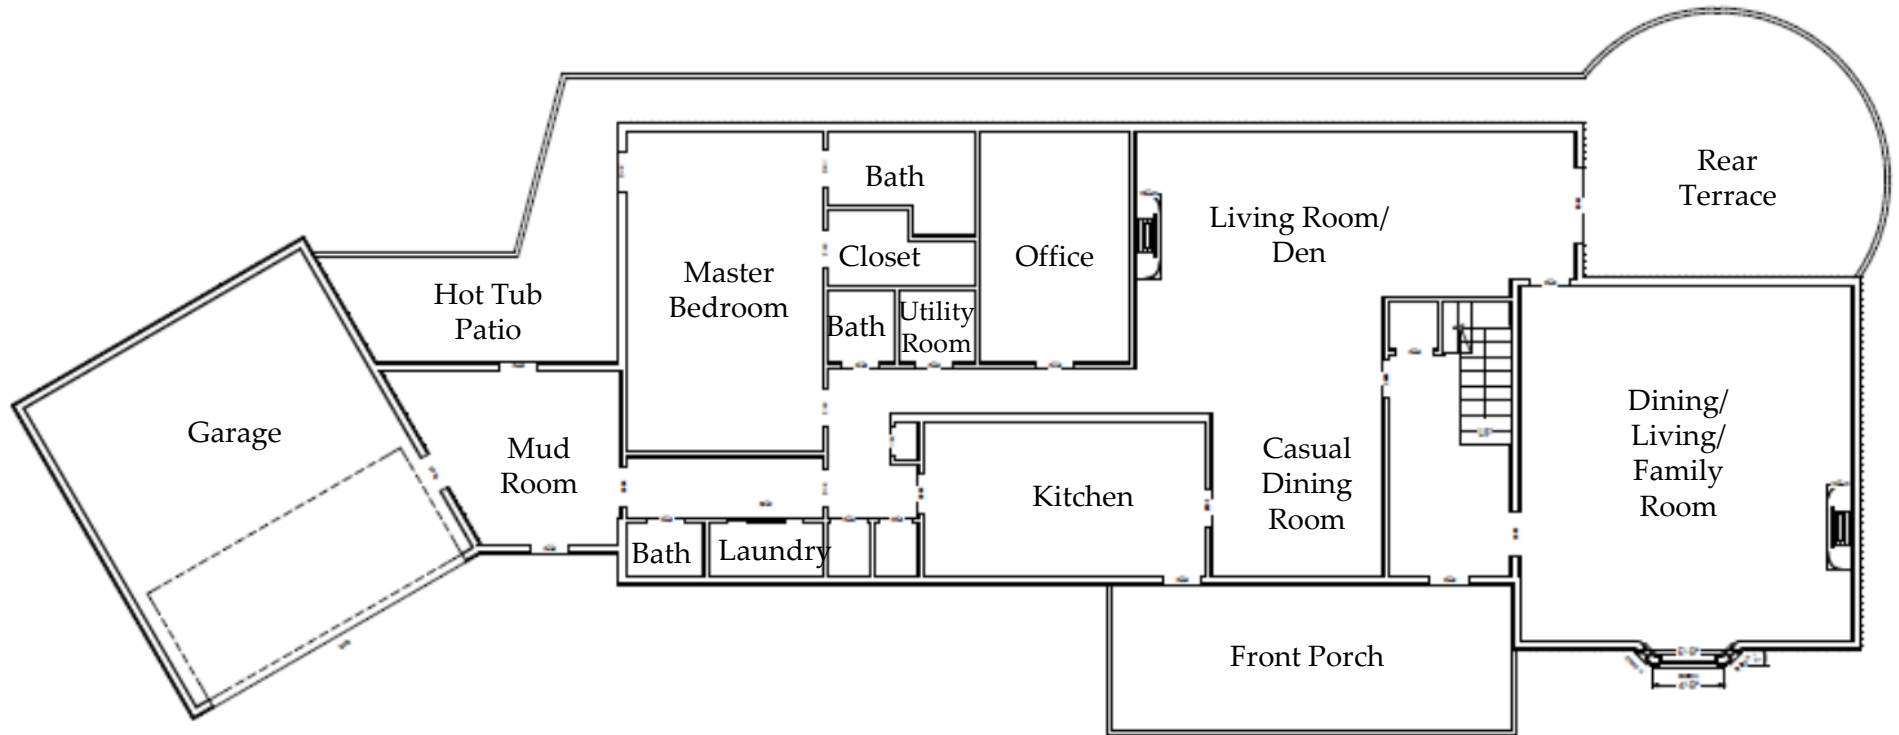 Rear
Terrace
Bath
Living Room/
Den
Closet
Office
Master
Bedroom
Hot Tub
Patio
Bath
Utility
Room
Garage
Mud
Room
Kitchen
Casual
Dining
Room
Dining/
Living/
Family
Room
UP
Bath
Laundry
Front Porch